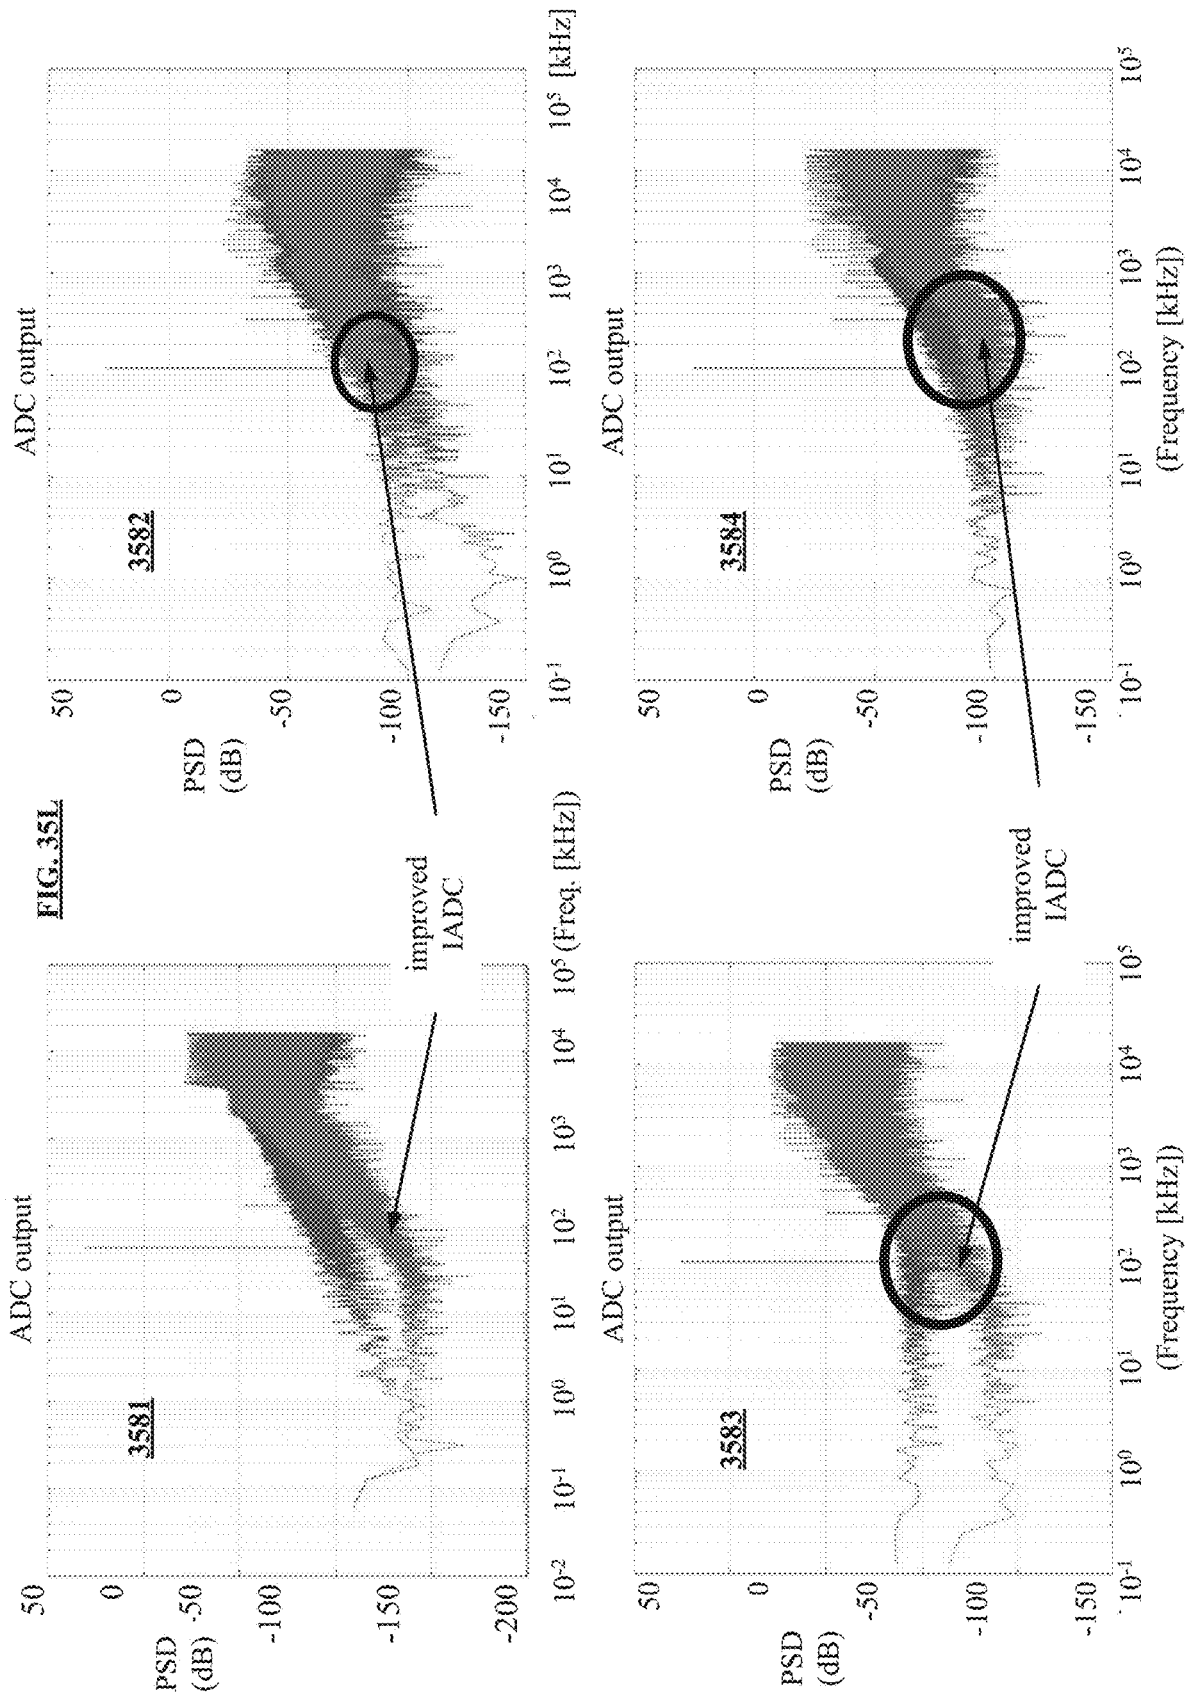 FIG. 35L
ADC output
3581
PSD
(dB)
50
0
-50
-100
-150
-200
10-2
10-1
100
101
102
103
104
105
(Freq. [kHz])
ADC output
3582
PSD
(dB)
50
0
-50
-100
-150
10-1
100
101
102
103
104
105 [kHz]
improved
IADC
ADC output
3583
PSD
(dB)
50
0
-50
-100
10-1
100
101
102
103
104
105
(Frequency [kHz])
ADC output
3584
PSD
(dB)
50
0
-50
-100
-150
10-1
100
101
102
103
104
105
(Frequency [kHz])
improved
IADC